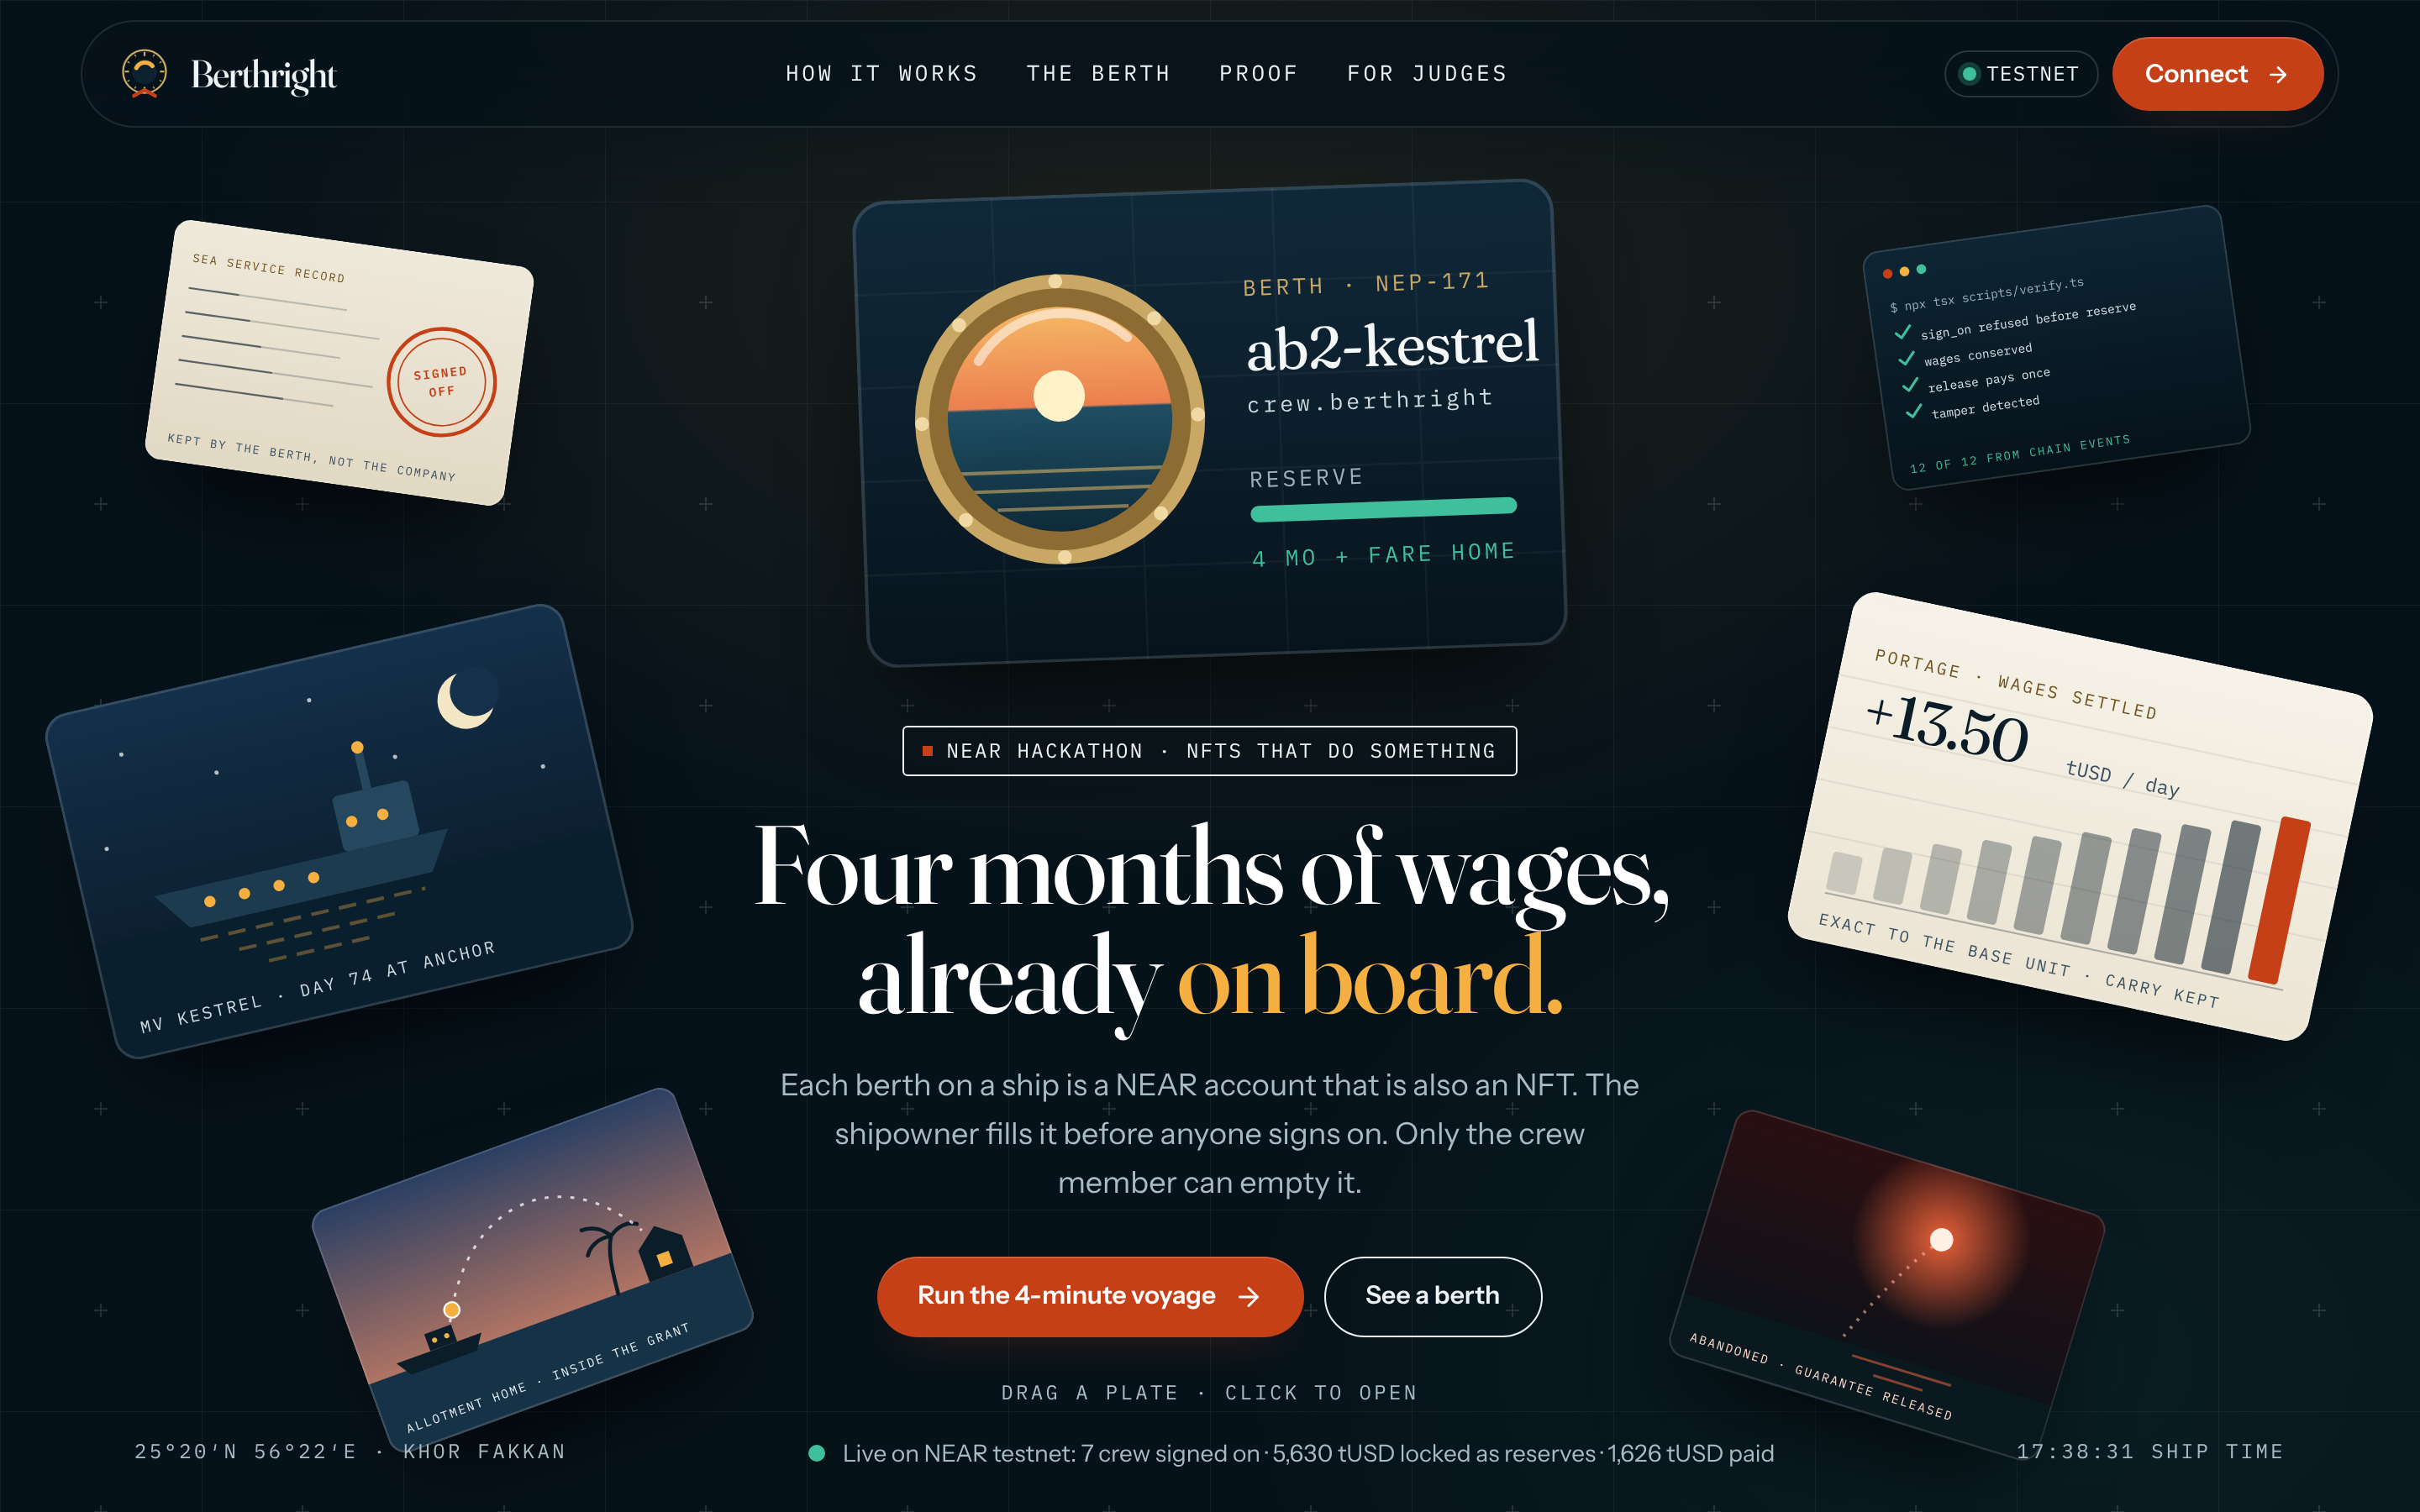 Berthright
HOW IT WORKS
THE BERTH
PROOF
FOR JUDGES
TESTNET
Connect
SEA SERVICE RECORD
SIGNED
OFF
KEPT BY THE BERTH, NOT THE COMPANY
BERTH · NEP-171
ab2-kestrel
crew.berthright
RESERVE
4 MO + FARE HOME
$ npx tsx scripts/verify.ts
sign_on refused before reserve
wages conserved
release pays once
tamper detected
12 OF 12 FROM CHAIN EVENTS
MV KESTREL · DAY 74 AT ANCHOR
PORTAGE · WAGES SETTLED
+13.50
tUSD / day
EXACT TO THE BASE UNIT · CARRY KEPT
NEAR HACKATHON · NFTS THAT DO SOMETHING
Four months of wages,
already on board.
Each berth on a ship is a NEAR account that is also an NFT. The
shipowner fills it before anyone signs on. Only the crew
member can empty it.
Run the 4-minute voyage
See a berth
DRAG A PLATE · CLICK TO OPEN
ALLOTMENT HOME · INSIDE THE GRANT
ABANDONED · GUARANTEE RELEASED
25°20'N 56°22'E · KHOR FAKKAN
Live on NEAR testnet: 7 crew signed on · 5,630 tUSD locked as reserves · 1,626 tUSD paid
17:38:31 SHIP TIME